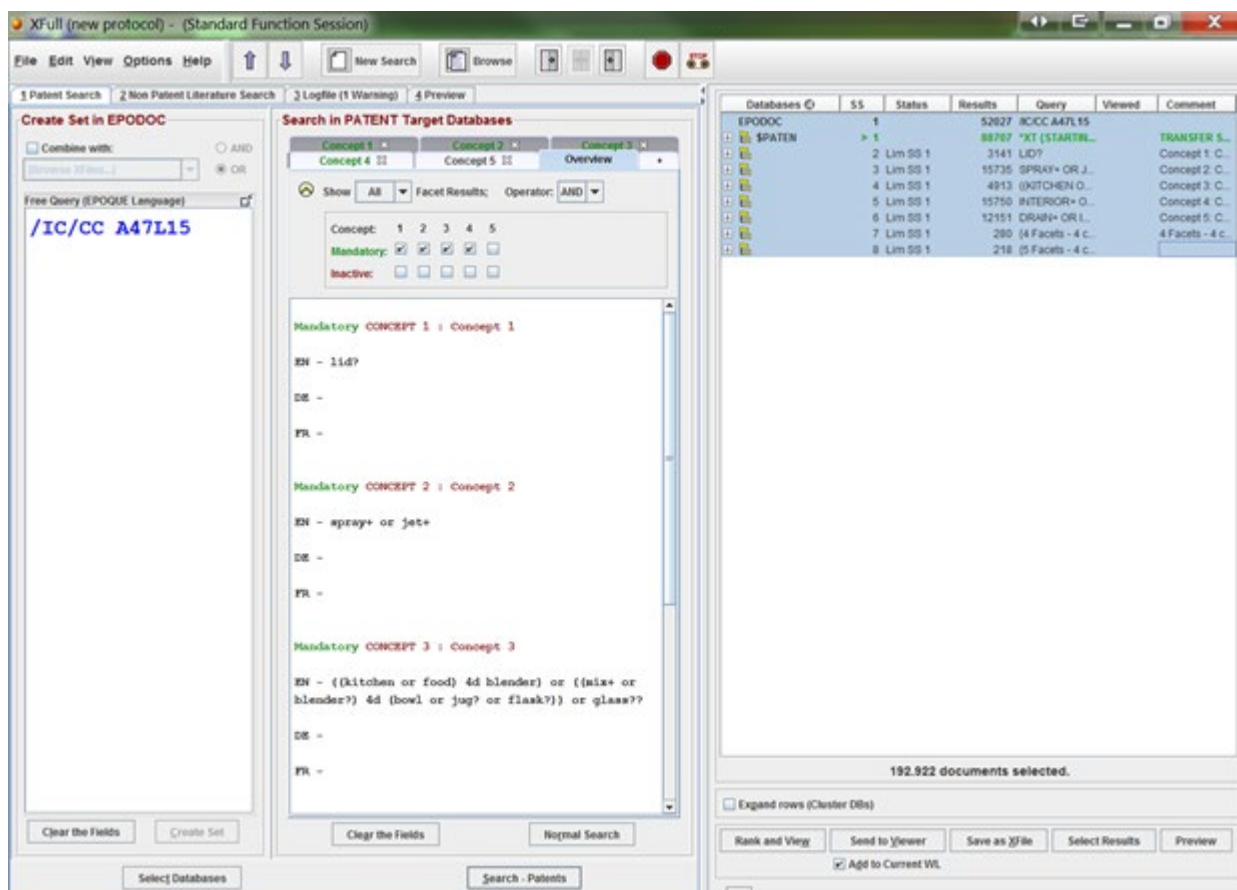 XFull (new protocol) - (Standard Function Session)
File Edit View Options Help
New Search
Browse
STOP
1 Patent Search
2 Non Patent Literature Search
3 Logfile (1 Warning)
4 Preview
Create Set in EPODOC
Combine with:
AND
OR
Free Query (EPOQUE Language)
/IC/CC A47L15
Clear the Fields
Create Set
Select Databases
Search in PATENT Target Databases
Concept 1
Concept 2
Concept 3
Concept 4
Concept 5
Overview
+
Show All Facet Results; Operator: AND
Concept: 1 2 3 4 5
Mandatory:
Inactive:
Mandatory CONCEPT 1 : Concept 1
EN - lid?
DE -
FR -
Mandatory CONCEPT 2 : Concept 2
EN - spray+ or jet+
DE -
FR -
Mandatory CONCEPT 3 : Concept 3
EN - ((kitchen or food) 4d blender) or ((mix+ or
blender?) 4d (bowl or jug? or flask?)) or glass??
DE -
FR -
Clear the Fields
Normal Search
Search - Patents
Databases SS Status Results Query Viewed Comment
EPODOC 1 52027 /IC/CC A47L15
$PATEN > 1 88707 *XT (STARTIN... TRANSFER S...
2 Lim SS 1 3141 LID? Concept 1: C...
3 Lim SS 1 15735 SPRAY+ OR J... Concept 2: C...
4 Lim SS 1 4913 ((KITCHEN O... Concept 3: C...
5 Lim SS 1 15750 INTERIOR+ O... Concept 4: C...
6 Lim SS 1 12151 DRAIN+ OR I... Concept 5: C...
7 Lim SS 1 280 (4 Facets - 4 c... 4 Facets - 4 c...
8 Lim SS 1 218 (5 Facets - 4 c...
192.922 documents selected.
Expand rows (Cluster DBs)
Rank and View
Send to Viewer
Save as XFile
Select Results
Preview
Add to Current WL